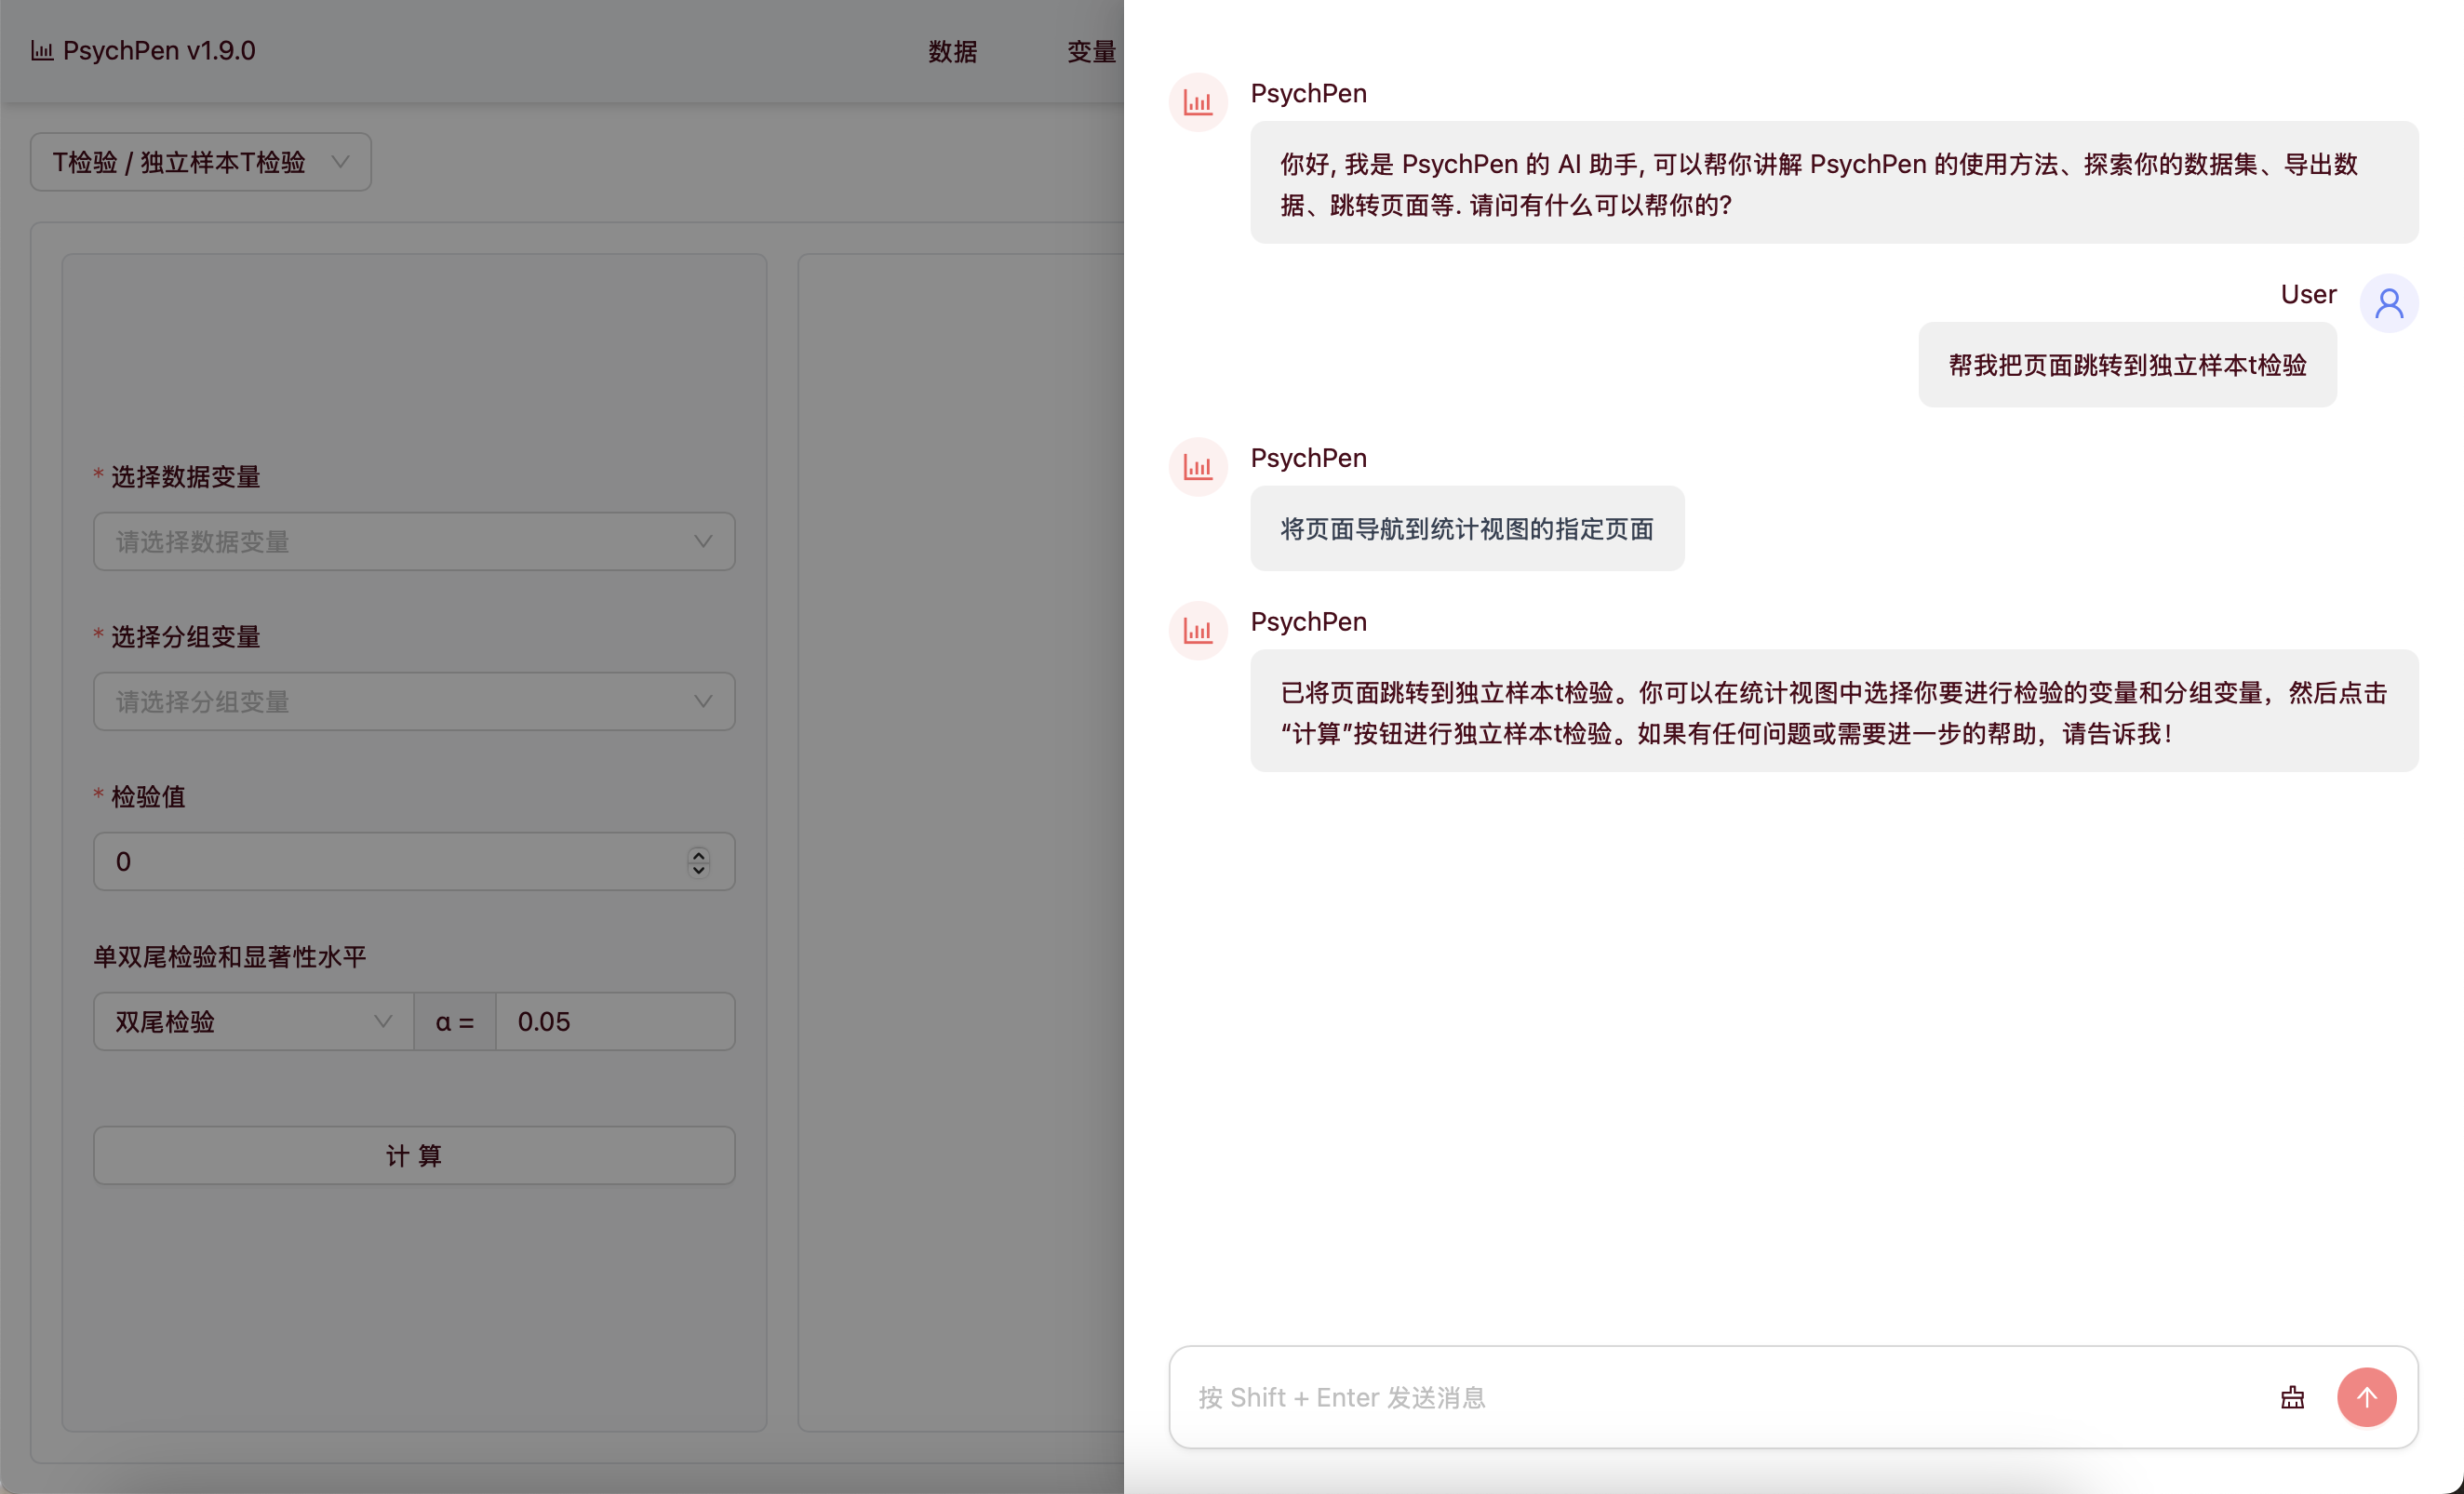 PsychPen v1.9.0
数据
变量
T检验 / 独立样本T检验
* 选择数据变量
请选择数据变量
* 选择分组变量
请选择分组变量
* 检验值
0
单双尾检验和显著性水平
双尾检验
α =
0.05
计 算
PsychPen
你好, 我是 PsychPen 的 AI 助手, 可以帮你讲解 PsychPen 的使用方法、探索你的数据集、导出数
据、跳转页面等. 请问有什么可以帮你的?
User
帮我把页面跳转到独立样本t检验
PsychPen
将页面导航到统计视图的指定页面
PsychPen
已将页面跳转到独立样本t检验。你可以在统计视图中选择你要进行检验的变量和分组变量，然后点击
“计算”按钮进行独立样本t检验。如果有任何问题或需要进一步的帮助，请告诉我！
按 Shift + Enter 发送消息